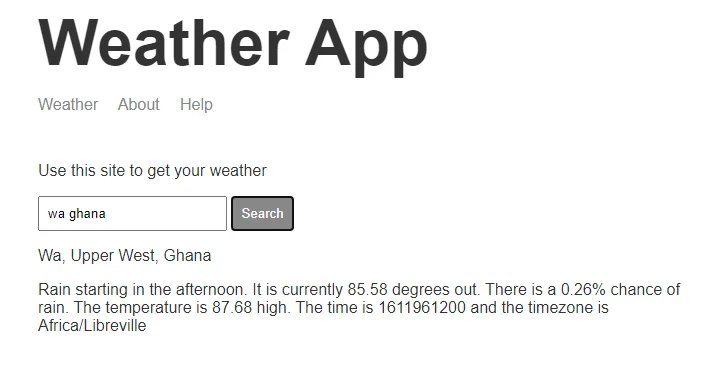 Weather App
Weather About Help
Use this site to get your weather
wa ghana Search
Wa, Upper West, Ghana
Rain starting in the afternoon. It is currently 85.58 degrees out. There is a 0.26% chance of
rain. The temperature is 87.68 high. The time is 1611961200 and the timezone is
Africa/Libreville